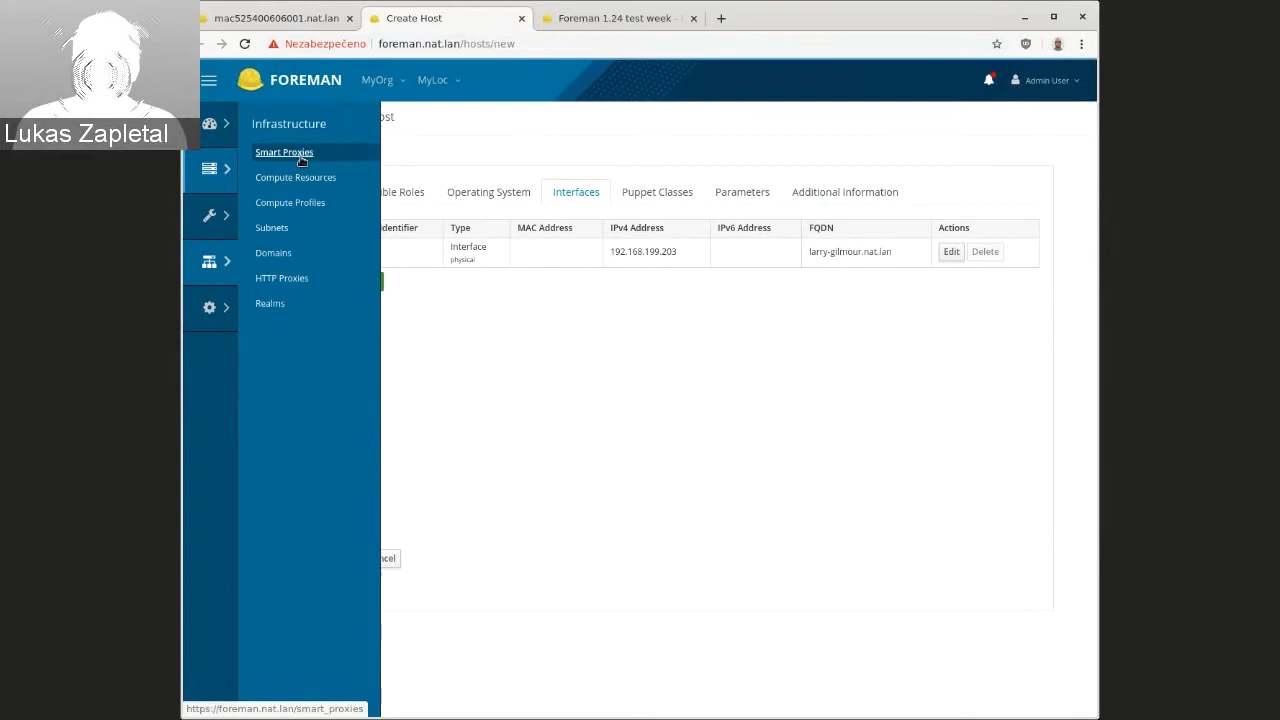 Lukas Zapletal
mac525400606001.nat.lan
Create Host
Foreman 1.24 test week -
Nezabezpečeno
foreman.nat.lan/hosts/new
FOREMAN
MyOrg
MyLoc
Admin User
Infrastructure
Smart Proxies
Compute Resources
Compute Profiles
Subnets
Domains
HTTP Proxies
Realms
ost
ible Roles
Operating System
Interfaces
Puppet Classes
Parameters
Additional Information
dentifier
Type
MAC Address
IPv4 Address
IPv6 Address
FQDN
Actions
Interface
physical
192.168.199.203
larry-gilmour.nat.lan
Edit
Delete
ncel
https://foreman.nat.lan/smart_proxies